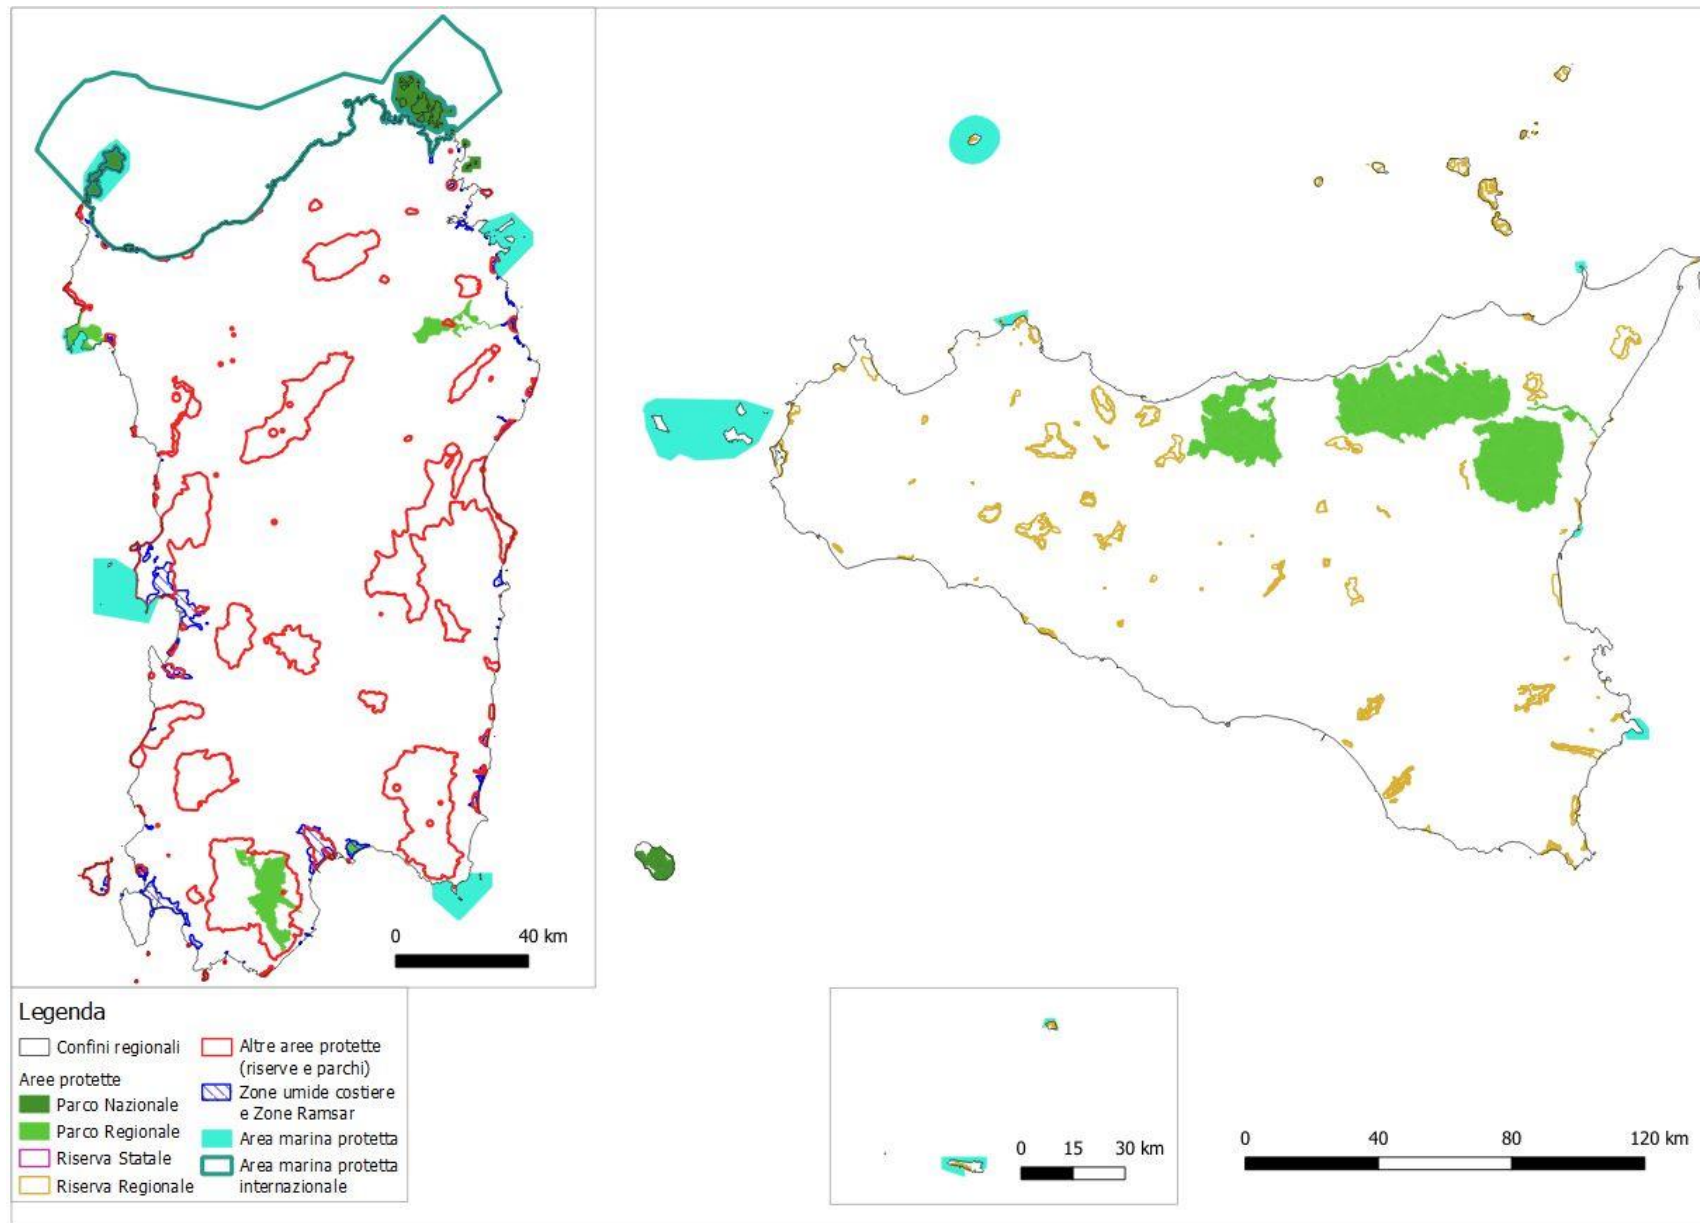 0 40 km
Legenda
Confini regionali
Aree protette
Parco Nazionale
Parco Regionale
Riserva Statale
Riserva Regionale
Altre aree protette
(riserve e parchi)
Zone umide costiere
e Zone Ramsar
Area marina protetta
Area marina protetta
internazionale
0 15 30 km
0 40 80 120 km